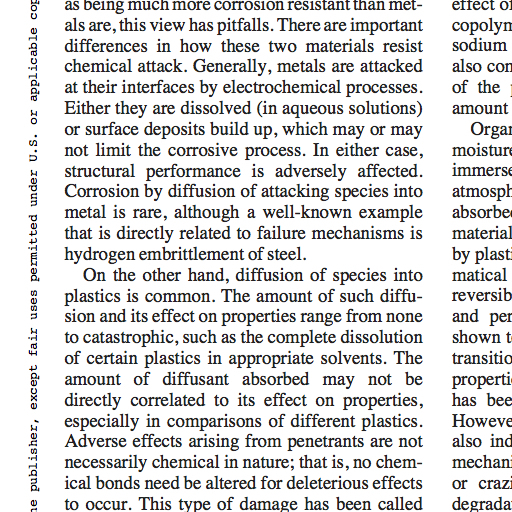 as being much more corrosion resistant than met-
als are, this view has pitfalls. There are important
differences in how these two materials resist
chemical attack. Generally, metals are attacked
at their interfaces by electrochemical processes.
Either they are dissolved (in aqueous solutions)
or surface deposits build up, which may or may
not limit the corrosive process. In either case,
structural performance is adversely affected.
Corrosion by diffusion of attacking species into
metal is rare, although a well-known example
that is directly related to failure mechanisms is
hydrogen embrittlement of steel.
On the other hand, diffusion of species into
plastics is common. The amount of such diffu-
sion and its effect on properties range from none
to catastrophic, such as the complete dissolution
of certain plastics in appropriate solvents. The
amount of diffusant absorbed may not be
directly correlated to its effect on properties,
especially in comparisons of different plastics.
Adverse effects arising from penetrants are not
necessarily chemical in nature; that is, no chem-
ical bonds need be altered for deleterious effects
to occur. This type of damage has been called
effect of
sodium
also con
of the
amount
Organ
moisture
immerse
atmosph
absorbed
material
by plasti
matical
reversib
and per
shown t
transitio
properti
has bee
Howeve
also ind
mechani
or crazi
degrada
publisher, except fair uses permitted under U.S. or applicable cop